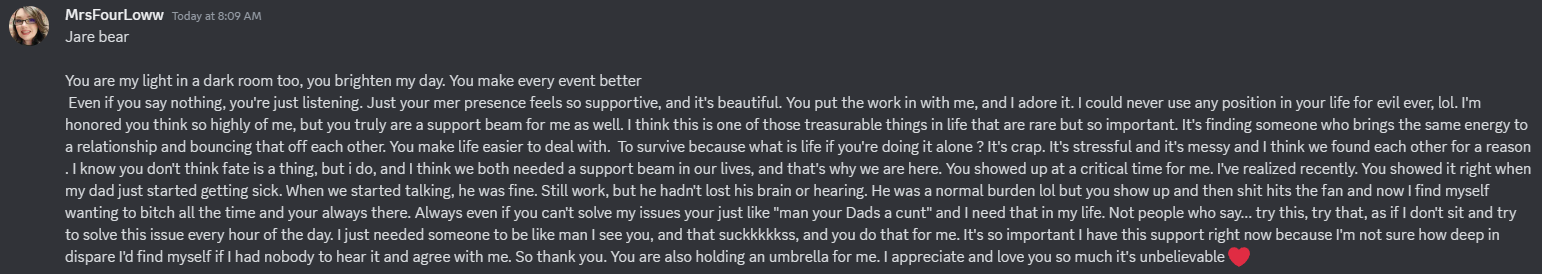 MrsFourLoww Today at 8:09 AM
Jare bear
You are my light in a dark room too, you brighten my day. You make every event better
Even if you say nothing, you're just listening. Just your mer presence feels so supportive, and it's beautiful. You put the work in with me, and I adore it. I could never use any position in your life for evil ever, lol. I'm
honored you think so highly of me, but you truly are a support beam for me as well. I think this is one of those treasurable things in life that are rare but so important. It's finding someone who brings the same energy to
a relationship and bouncing that off each other. You make life easier to deal with.  To survive because what is life if you're doing it alone ? It's crap. It's stressful and it's messy and I think we found each other for a reason
. I know you don't think fate is a thing, but i do, and I think we both needed a support beam in our lives, and that's why we are here. You showed up at a critical time for me. I've realized recently. You showed it right when
my dad just started getting sick. When we started talking, he was fine. Still work, but he hadn't lost his brain or hearing. He was a normal burden lol but you show up and then shit hits the fan and now I find myself
wanting to bitch all the time and your always there. Always even if you can't solve my issues your just like "man your Dads a cunt" and I need that in my life. Not people who say... try this, try that, as if I don't sit and try
to solve this issue every hour of the day. I just needed someone to be like man I see you, and that suckkkkkss, and you do that for me. It's so important I have this support right now because I'm not sure how deep in
dispare I'd find myself if I had nobody to hear it and agree with me. So thank you. You are also holding an umbrella for me. I appreciate and love you so much it's unbelievable ❤️